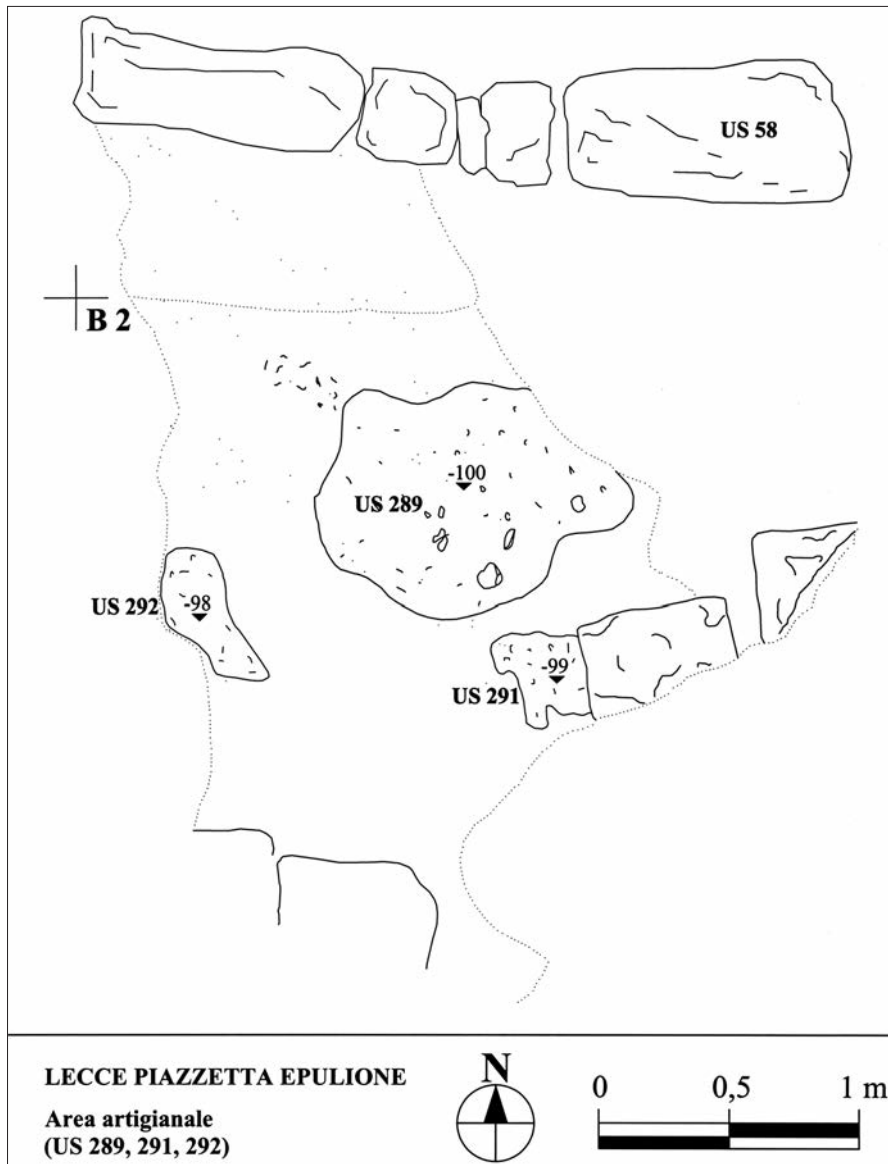 US 58
B 2
-100
US 289
US 292
-98
US 291
-99
LECCE PIAZZETTA EPULIONE
Area artigianale
(US 289, 291, 292)
N
0 0,5 1 m